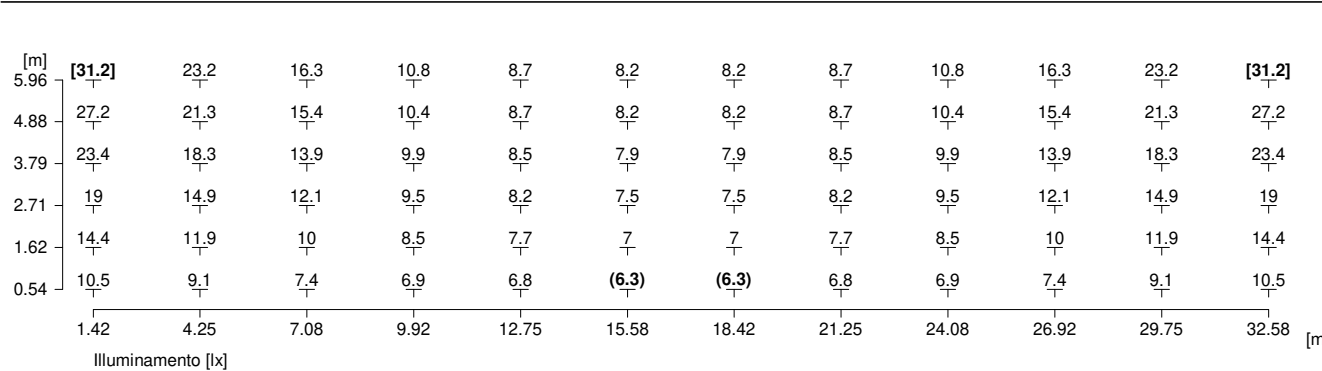 [m]
5.96 [31.2] 23.2 16.3 10.8 8.7 8.2 8.2 8.7 10.8 16.3 23.2 [31.2]
4.88 27.2 21.3 15.4 10.4 8.7 8.2 8.2 8.7 10.4 15.4 21.3 27.2
3.79 23.4 18.3 13.9 9.9 8.5 7.9 7.9 8.5 9.9 13.9 18.3 23.4
2.71 19 14.9 12.1 9.5 8.2 7.5 7.5 8.2 9.5 12.1 14.9 19
1.62 14.4 11.9 10 8.5 7.7 7 7 7.7 8.5 10 11.9 14.4
0.54 10.5 9.1 7.4 6.9 6.8 (6.3) (6.3) 6.8 6.9 7.4 9.1 10.5
1.42 4.25 7.08 9.92 12.75 15.58 18.42 21.25 24.08 26.92 29.75 32.58 [m
Illuminamento [lx]